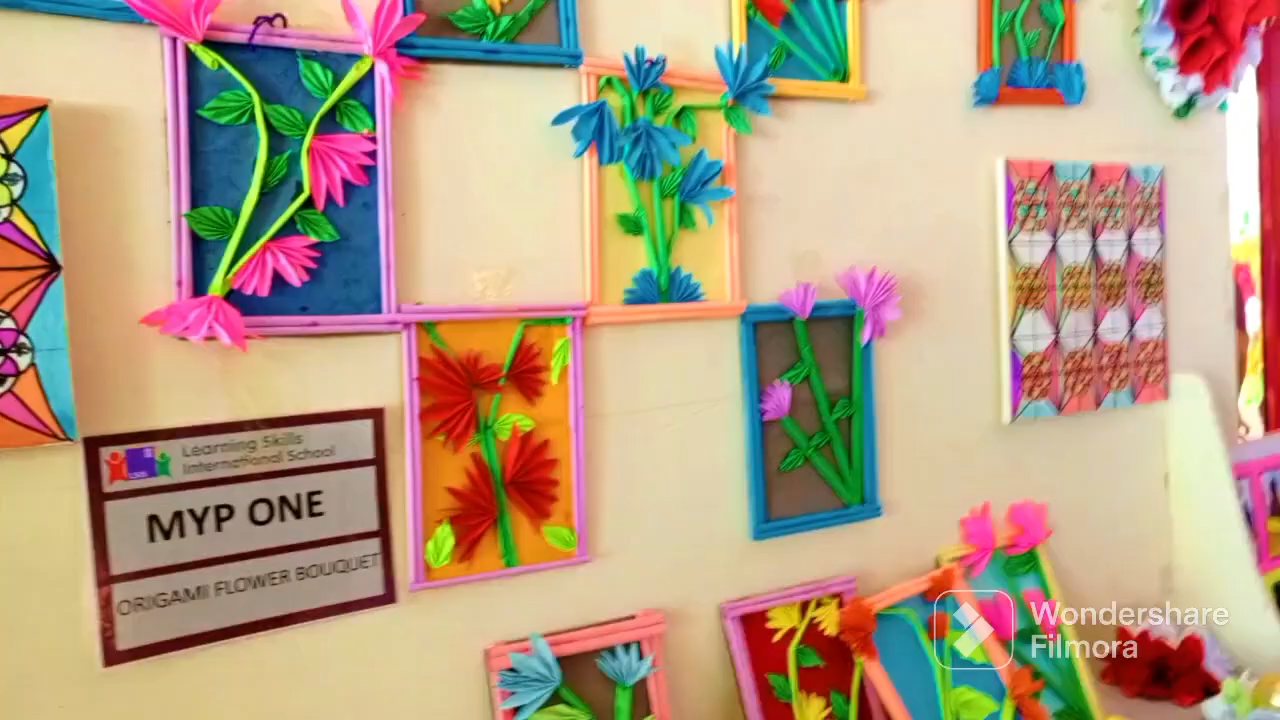 Learning Skills
International School
MYP ONE
ORIGAMI FLOWER BOUQUET
Wondershare
Filmora